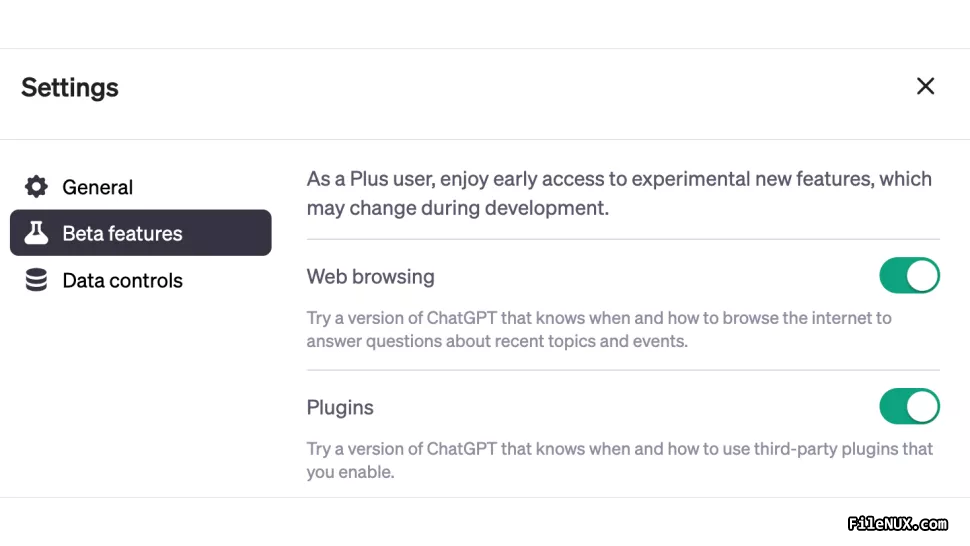 Settings
General
Beta features
Data controls
As a Plus user, enjoy early access to experimental new features, which
may change during development.
Web browsing
Try a version of ChatGPT that knows when and how to browse the internet to
answer questions about recent topics and events.
Plugins
Try a version of ChatGPT that knows when and how to use third-party plugins that
you enable.
FileNUX.com